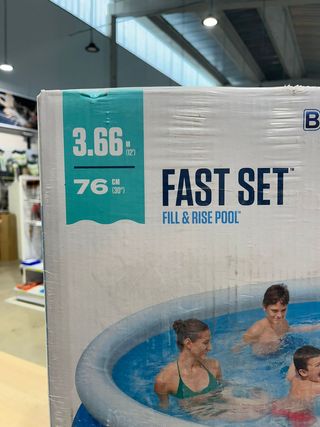 3.66 M (12')
76 CM (30")
FAST SET™
FILL & RISE POOL™
B